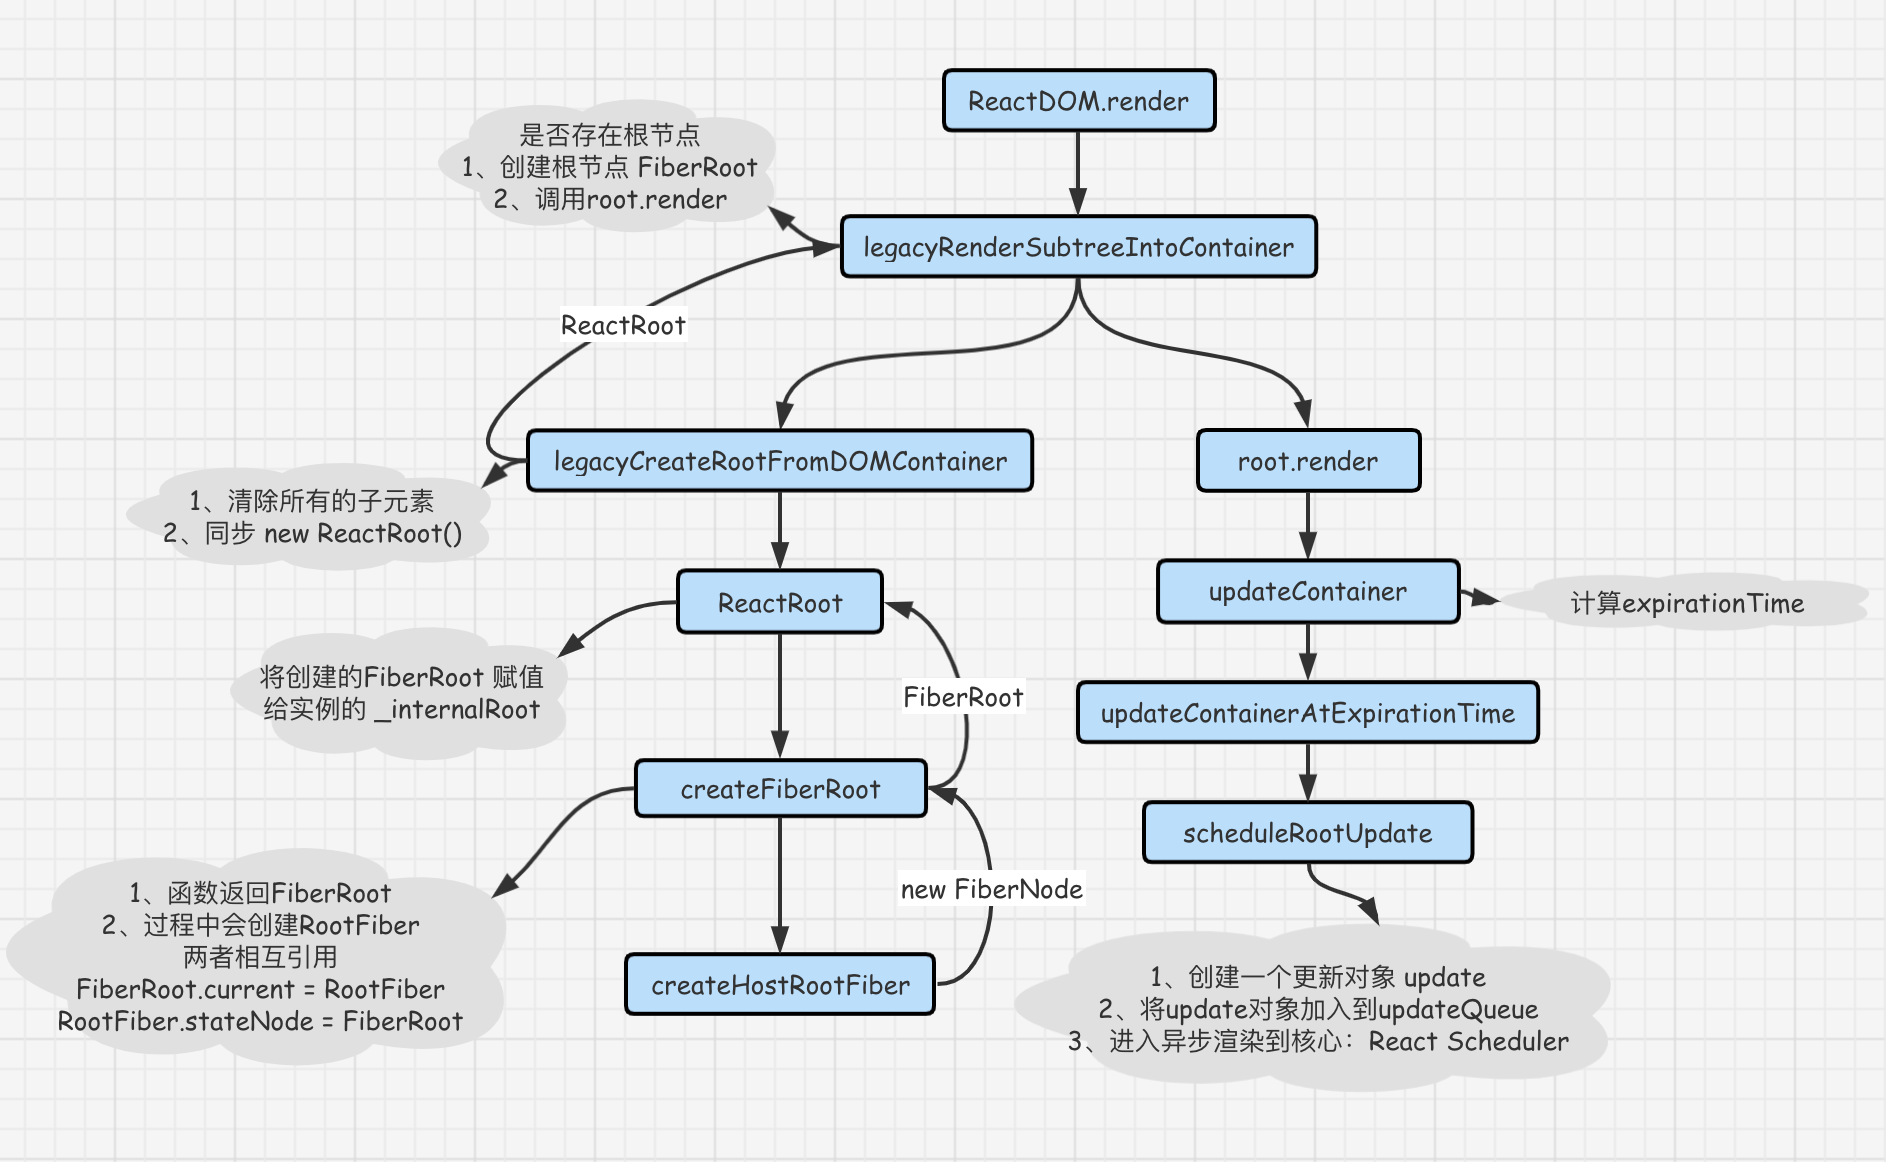 ReactDOM.render
是否存在根节点
1、创建根节点 FiberRoot
2、调用root.render
legacyRenderSubtreeIntoContainer
ReactRoot
legacyCreateRootFromDOMContainer
root.render
1、清除所有的子元素
2、同步 new ReactRoot()
ReactRoot
updateContainer
计算expirationTime
将创建的FiberRoot 赋值
给实例的 _internalRoot
FiberRoot
updateContainerAtExpirationTime
createFiberRoot
scheduleRootUpdate
1、函数返回FiberRoot
2、过程中会创建RootFiber
两者相互引用
FiberRoot.current = RootFiber
RootFiber.stateNode = FiberRoot
new FiberNode
createHostRootFiber
1、创建一个更新对象 update
2、将update对象加入到updateQueue
3、进入异步渲染到核心：React Scheduler